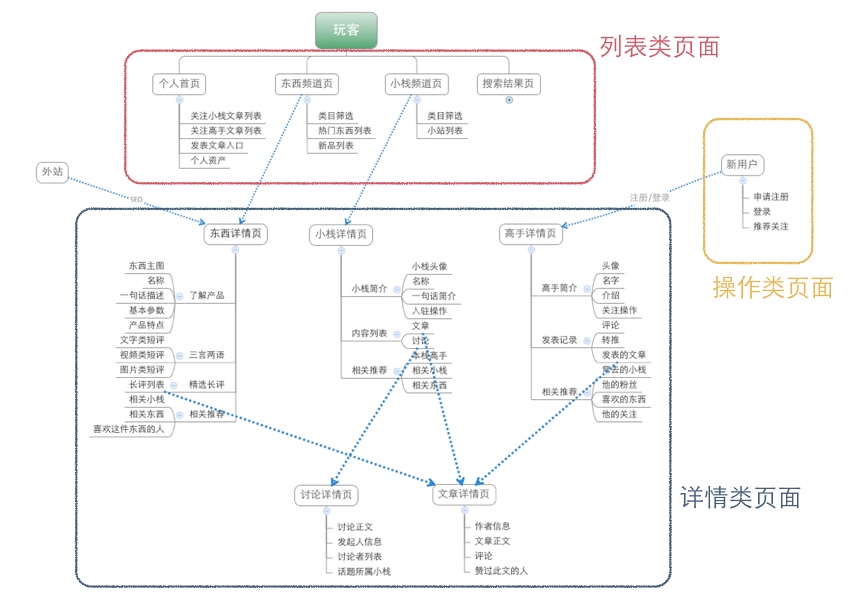 玩客
列表类页面
个人首页
关注小栈文章列表
关注高手文章列表
发表文章入口
个人资产
东西频道页
类目筛选
热门东西列表
新品列表
小栈频道页
类目筛选
小站列表
搜索结果页
外站
SEO
新用户
申请注册
登录
推荐关注
操作类页面
注册/登录
东西详情页
了解产品
东西主图
名称
一句话描述
基本参数
产品特点
三言两语
文字类短评
视频类短评
图片类短评
精选长评
长评列表
相关推荐
相关小栈
相关东西
喜欢这件东西的人
小栈详情页
小栈简介
小栈头像
名称
一句话简介
入驻操作
内容列表
文章
讨论
相关推荐
本栈高手
相关小栈
相关东西
高手详情页
高手简介
头像
名字
介绍
关注操作
发表记录
评论
转推
发表的文章
相关推荐
常去的小栈
他的粉丝
喜欢的东西
他的关注
详情类页面
讨论详情页
讨论正文
发起人信息
讨论者列表
话题所属小栈
文章详情页
作者信息
文章正文
评论
赞过此文的人